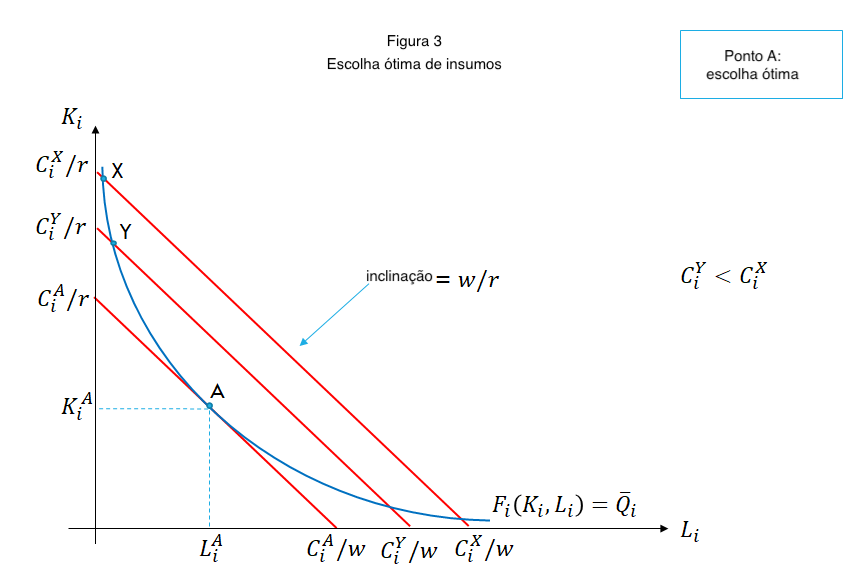 Figura 3
Escolha ótima de insumos
Ponto A:
escolha ótima
K_i
C_i^X/r
X
C_i^Y/r
Y
inclinação = w/r
C_i^Y < C_i^X
C_i^A/r
A
K_i^A
F_i(K_i, L_i) = Q̄_i
L_i
L_i^A
C_i^A/w
C_i^Y/w
C_i^X/w